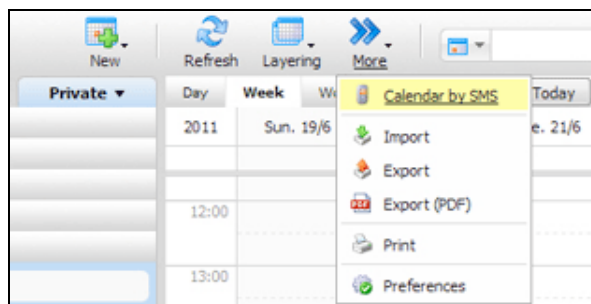 New Refresh Layering More
Private ▾ Day Week Today
Calendar by SMS
2011 Sun. 19/6 e. 21/6
Import
Export
Export (PDF)
12:00
Print
13:00
Preferences